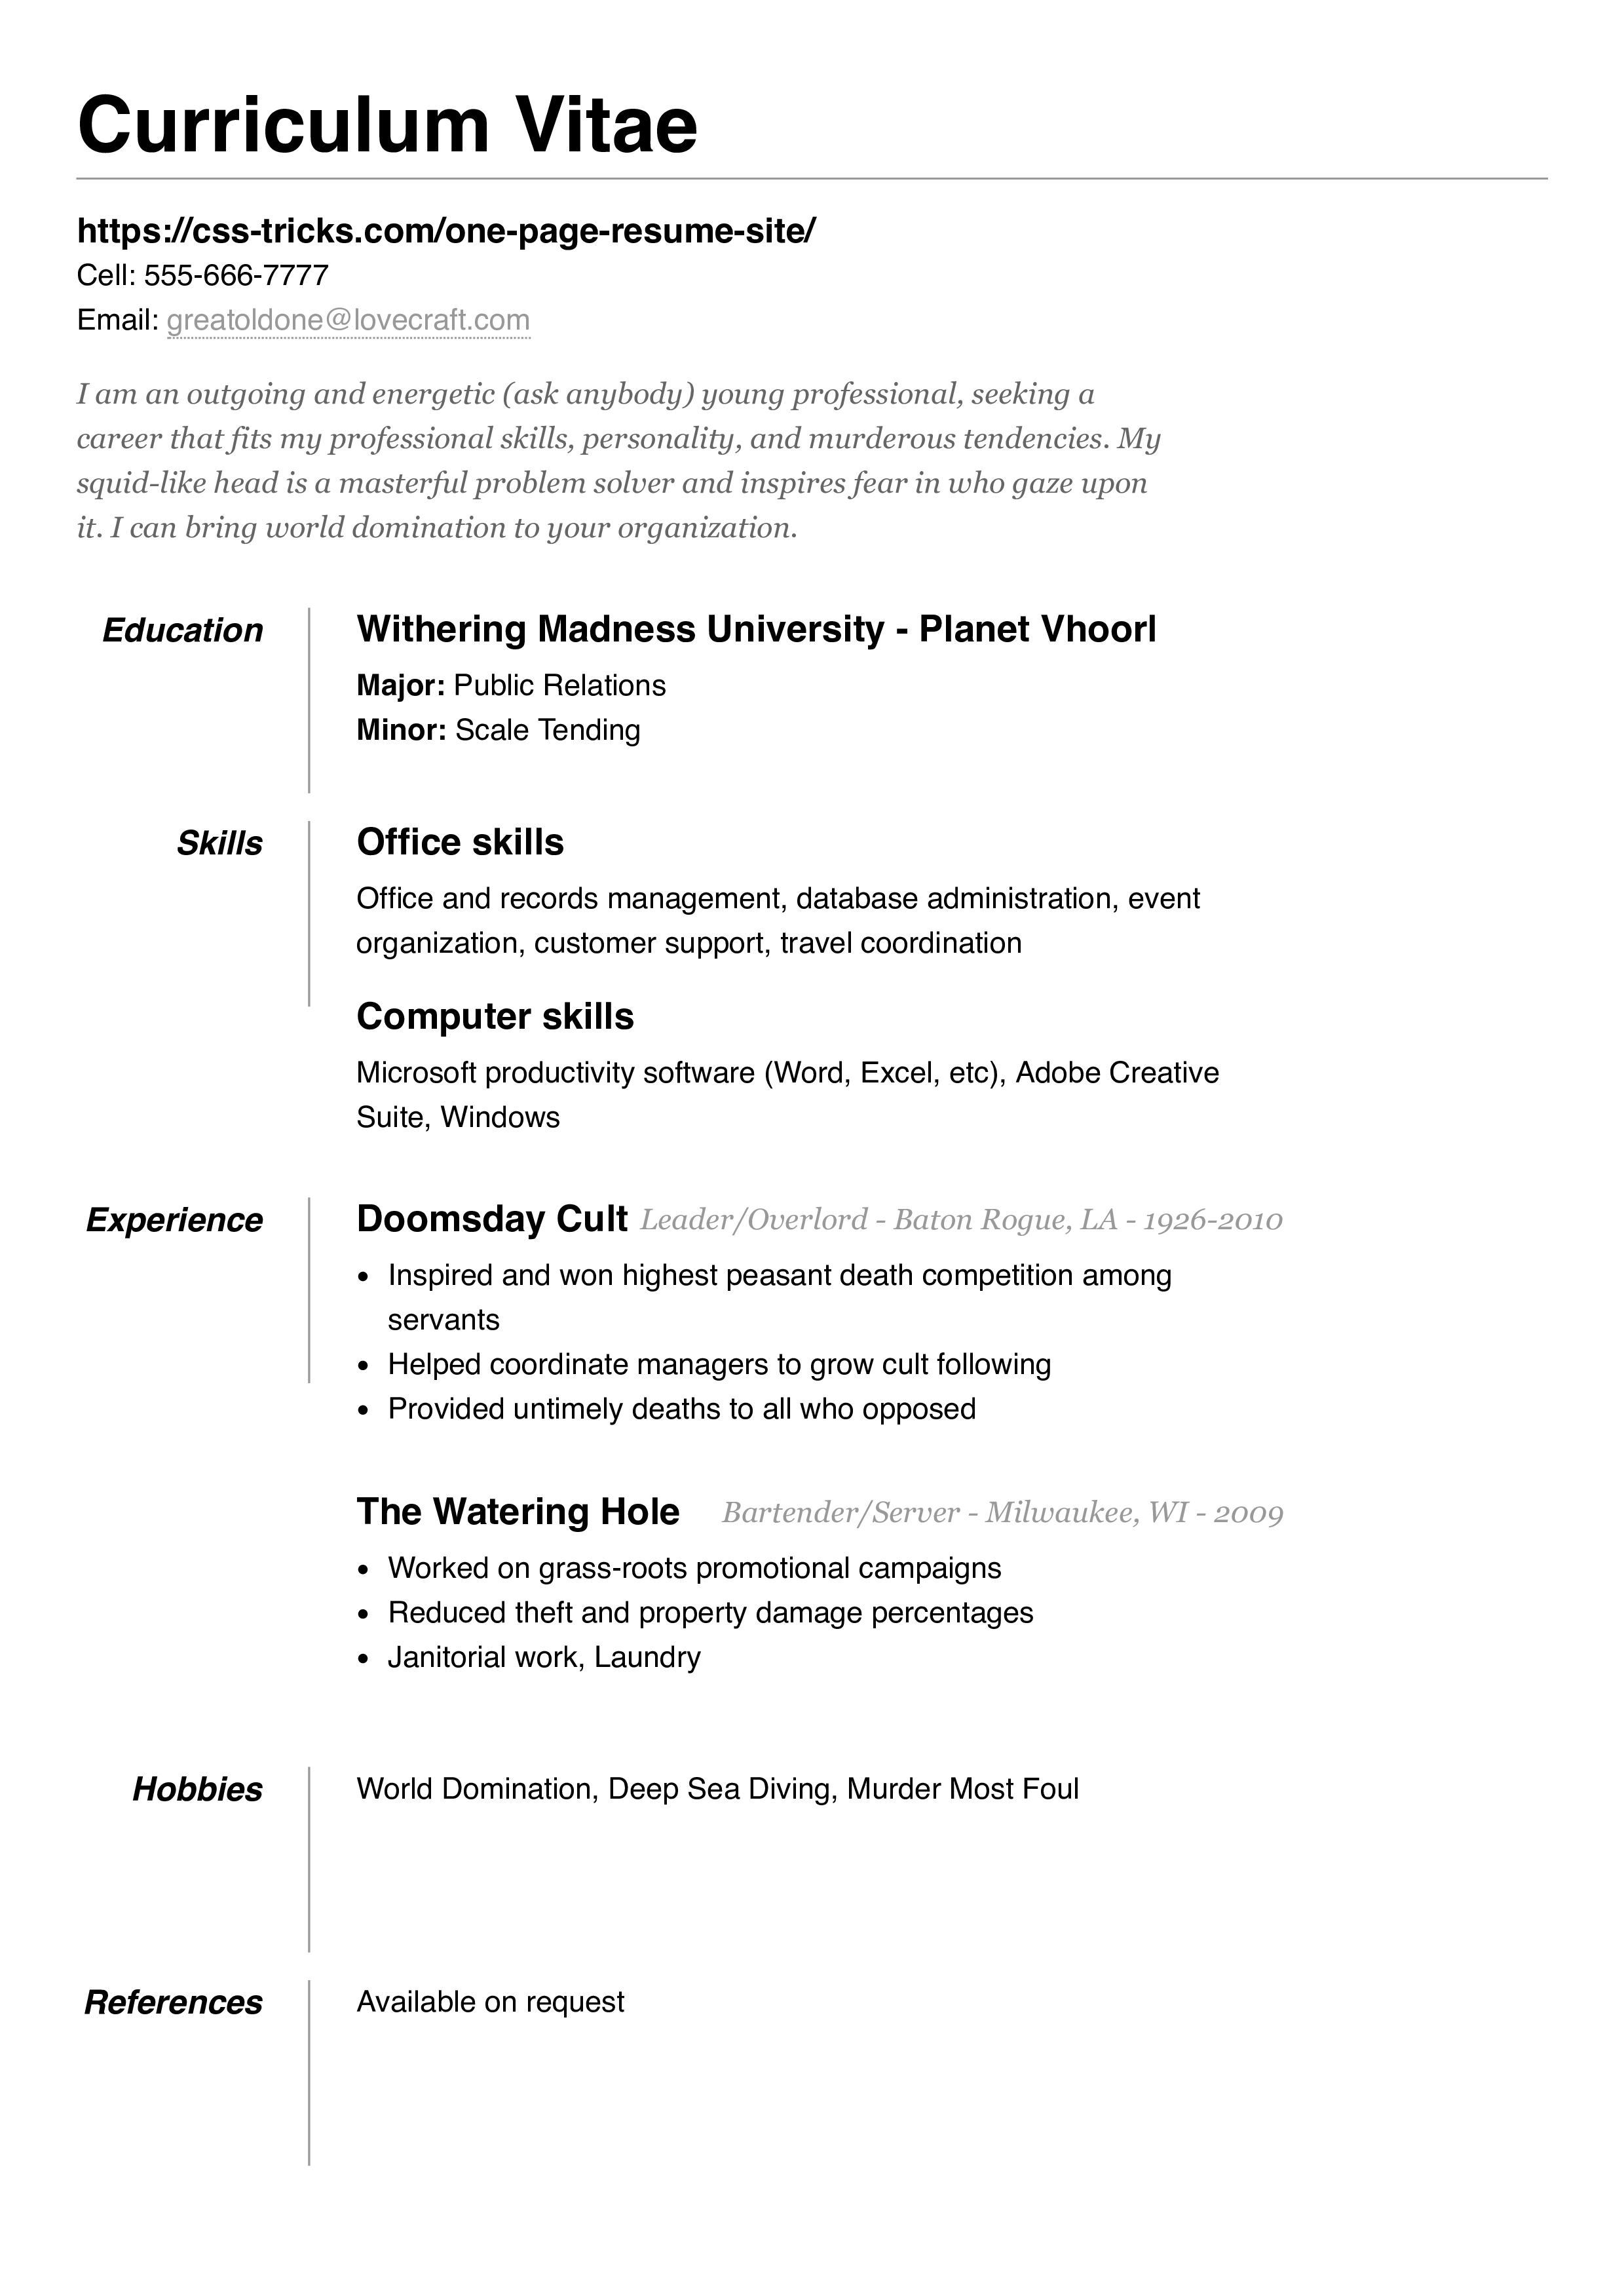 Curriculum Vitae
https://css-tricks.com/one-page-resume-site/
Cell: 555-666-7777
Email: greatoldone@lovecraft.com
I am an outgoing and energetic (ask anybody) young professional, seeking a
career that fits my professional skills, personality, and murderous tendencies. My
squid-like head is a masterful problem solver and inspires fear in who gaze upon
it. I can bring world domination to your organization.
Education
Withering Madness University - Planet Vhoorl
Major: Public Relations
Minor: Scale Tending
Skills
Office skills
Office and records management, database administration, event
organization, customer support, travel coordination
Computer skills
Microsoft productivity software (Word, Excel, etc), Adobe Creative
Suite, Windows
Experience
Doomsday Cult Leader/Overlord - Baton Rogue, LA - 1926-2010
• Inspired and won highest peasant death competition among
servants
• Helped coordinate managers to grow cult following
• Provided untimely deaths to all who opposed
The Watering Hole Bartender/Server - Milwaukee, WI - 2009
• Worked on grass-roots promotional campaigns
• Reduced theft and property damage percentages
• Janitorial work, Laundry
Hobbies
World Domination, Deep Sea Diving, Murder Most Foul
References
Available on request